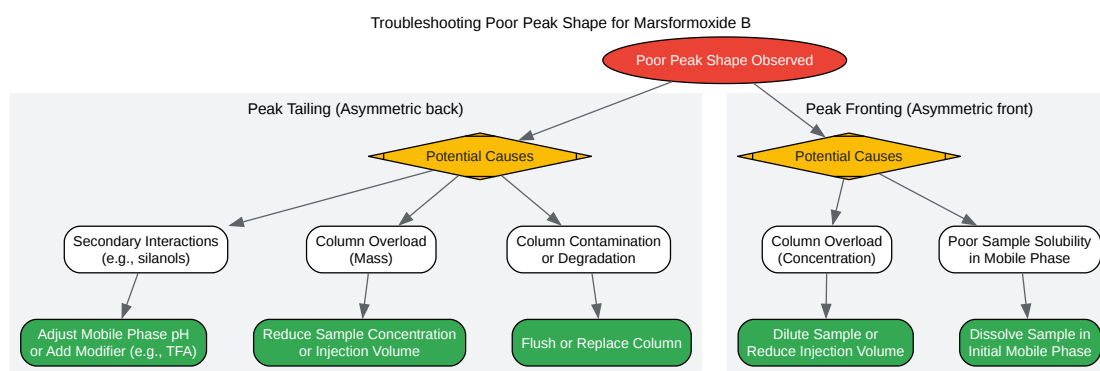 Troubleshooting Poor Peak Shape for Marsformoxide B
Poor Peak Shape Observed
Peak Tailing (Asymmetric back)
Potential Causes
Secondary Interactions
(e.g., silanols)
Column Overload
(Mass)
Column Contamination
or Degradation
Adjust Mobile Phase pH
or Add Modifier (e.g., TFA)
Reduce Sample Concentration
or Injection Volume
Flush or Replace Column
Peak Fronting (Asymmetric front)
Potential Causes
Column Overload
(Concentration)
Poor Sample Solubility
in Mobile Phase
Dilute Sample or
Reduce Injection Volume
Dissolve Sample in
Initial Mobile Phase